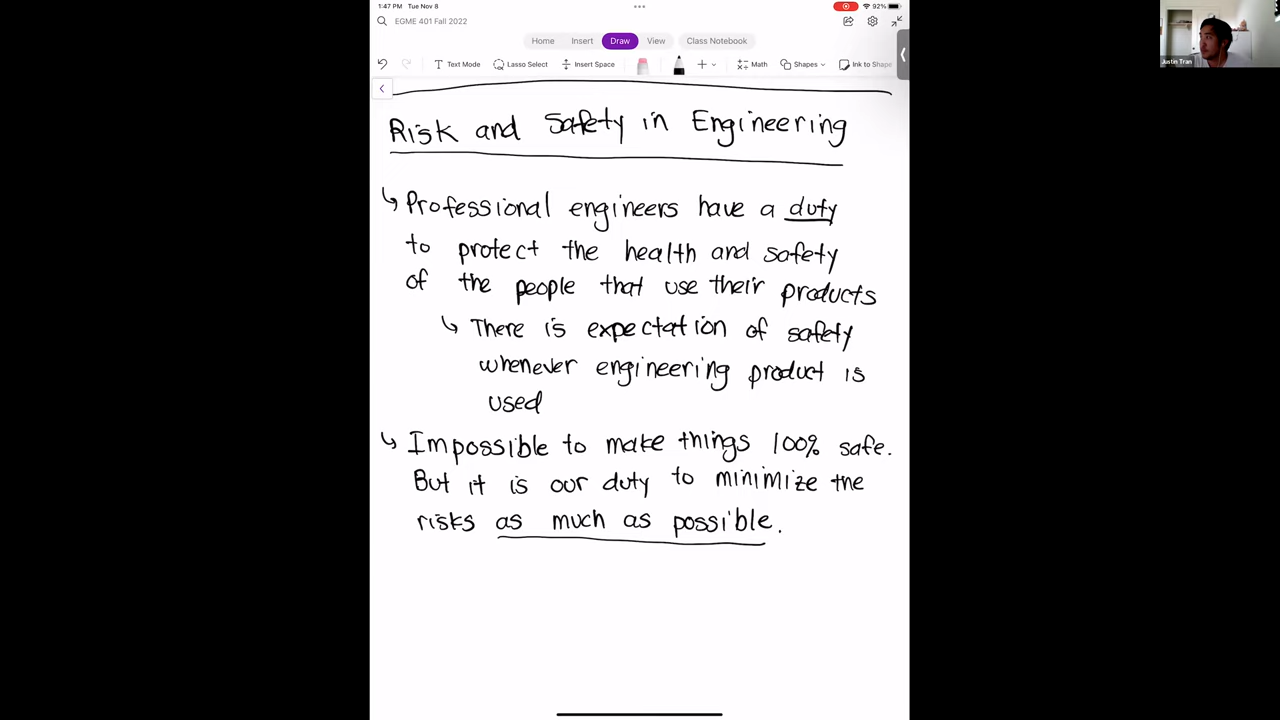 1:47 PM Tue Nov 8
92%
EGME 401 Fall 2022
Home Insert Draw View Class Notebook
Text Mode Lasso Select Insert Space Math Shapes Ink to Shape
Risk and Safety in Engineering
↳ Professional engineers have a duty
to protect the health and safety
of the people that use their products
↳ There is expectation of safety
whenever engineering product is
used
↳ Impossible to make things 100% safe.
But it is our duty to minimize the
risks as much as possible.
Justin Tran